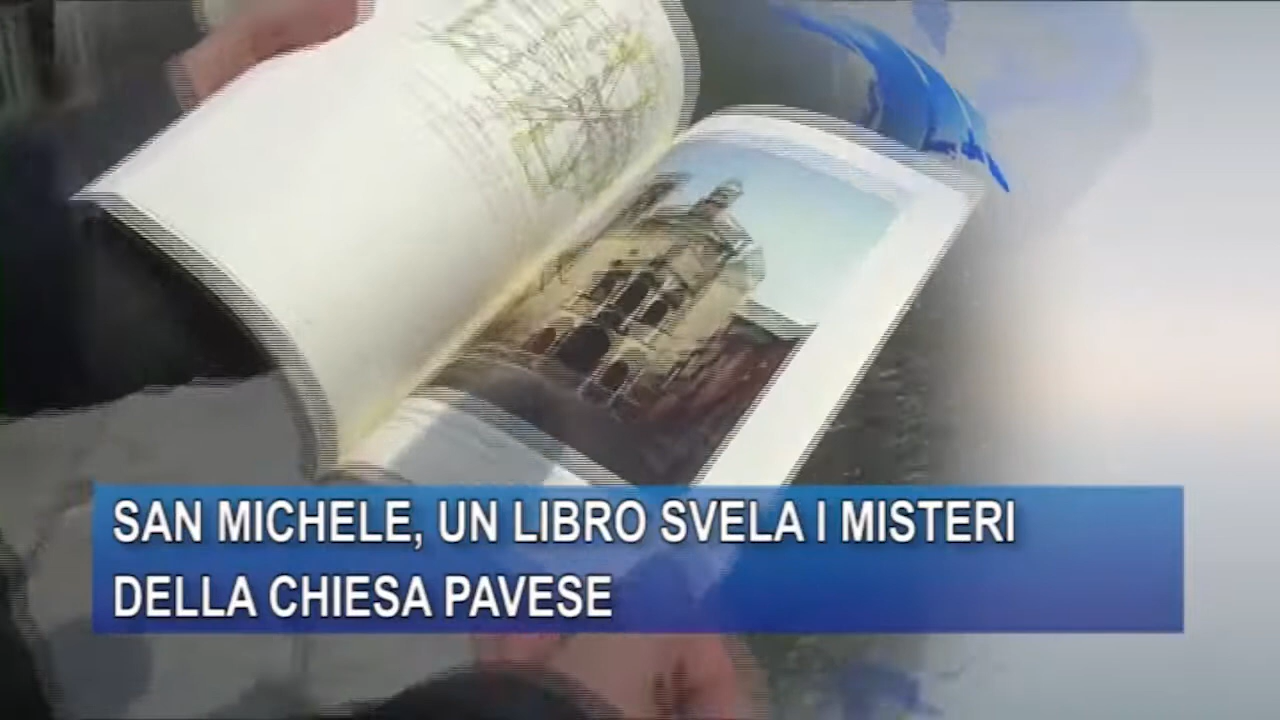 SAN MICHELE, UN LIBRO SVELA I MISTERI
DELLA CHIESA PAVESE